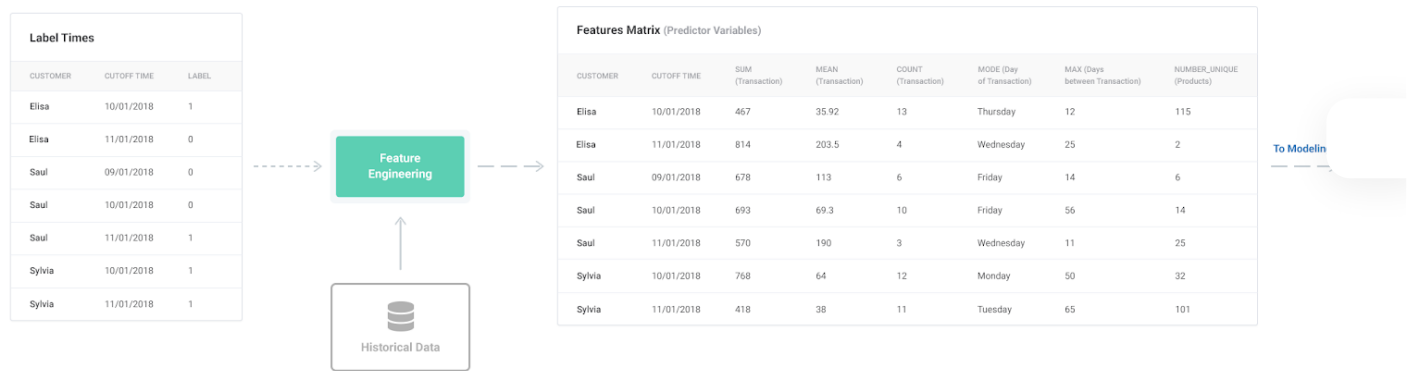 Label Times
CUSTOMER CUTOFF TIME LABEL
Elisa 10/01/2018 1
Elisa 11/01/2018 0
Saul 09/01/2018 0
Saul 10/01/2018 0
Saul 11/01/2018 1
Sylvia 10/01/2018 1
Sylvia 11/01/2018 1
Feature
Engineering
Historical Data
Features Matrix (Predictor Variables)
CUSTOMER CUTOFF TIME SUM (Transaction) MEAN (Transaction) COUNT (Transaction) MODE (Day of Transaction) MAX (Days between Transaction) NUMBER_UNIQUE (Products)
Elisa 10/01/2018 467 35.92 13 Thursday 12 115
Elisa 11/01/2018 814 203.5 4 Wednesday 25 2
Saul 09/01/2018 678 113 6 Friday 14 6
Saul 10/01/2018 693 69.3 10 Friday 56 14
Saul 11/01/2018 570 190 3 Wednesday 11 25
Sylvia 10/01/2018 768 64 12 Monday 50 32
Sylvia 11/01/2018 418 38 11 Tuesday 65 101
To Modelin